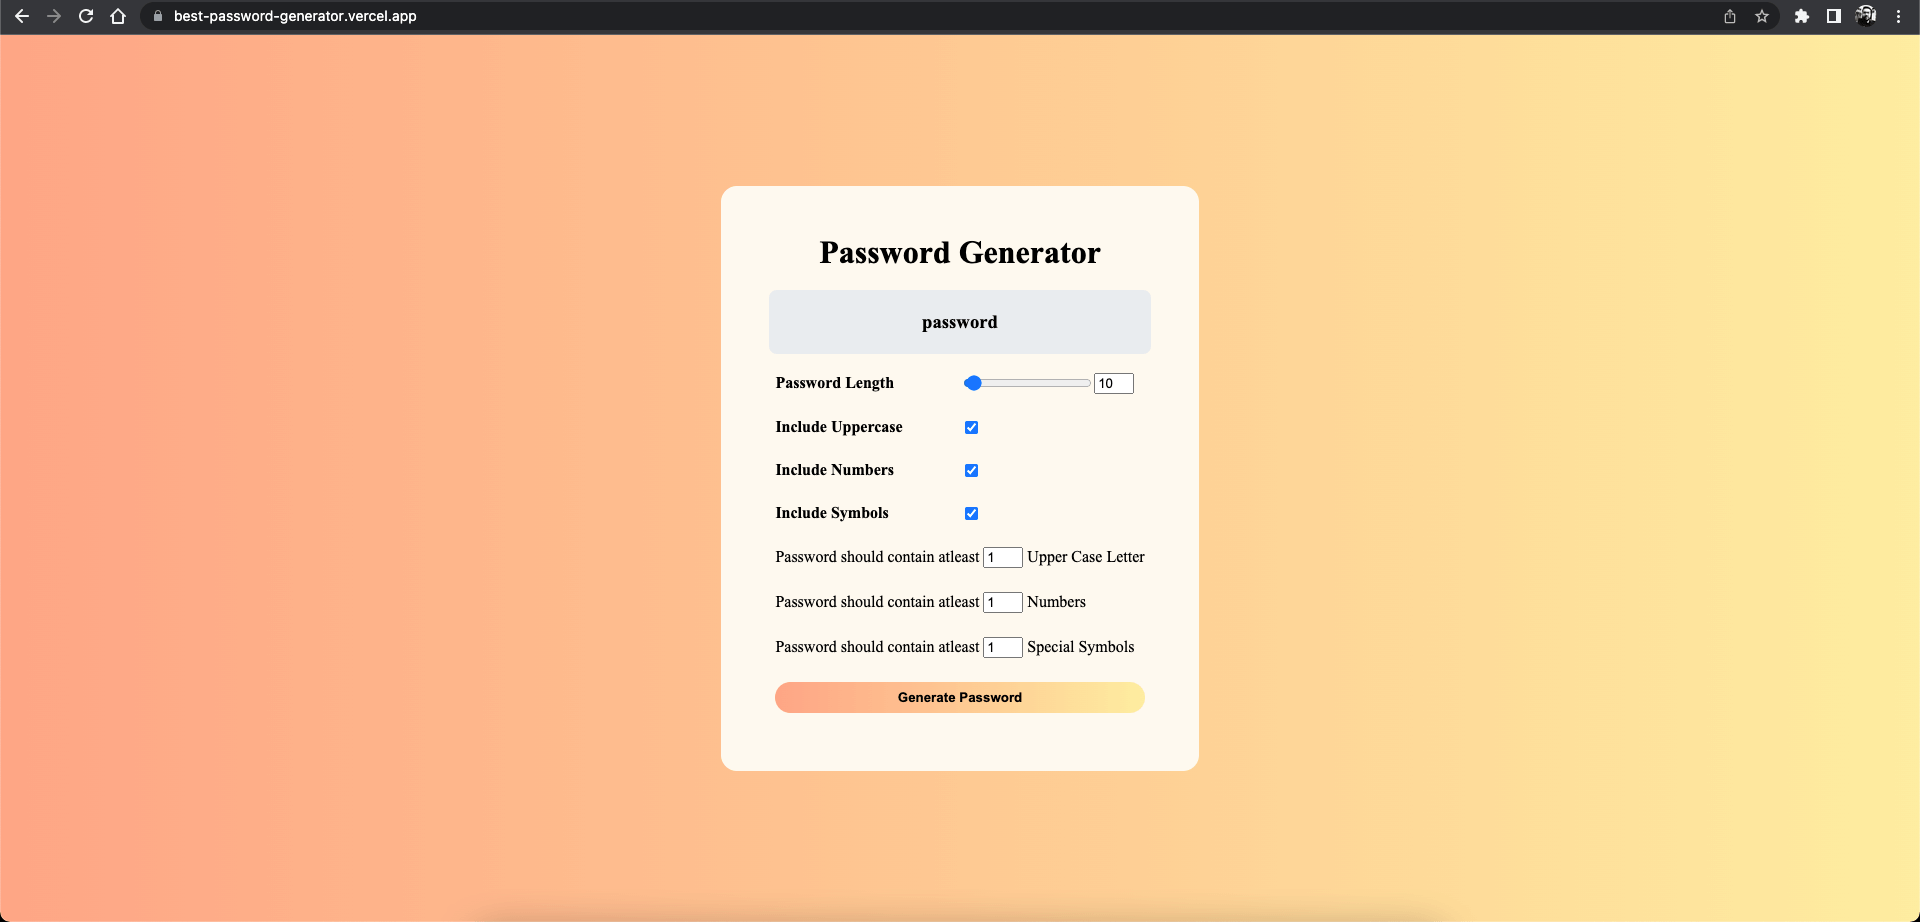 best-password-generator.vercel.app
Password Generator
password
Password Length 10
Include Uppercase
Include Numbers
Include Symbols
Password should contain atleast 1 Upper Case Letter
Password should contain atleast 1 Numbers
Password should contain atleast 1 Special Symbols
Generate Password